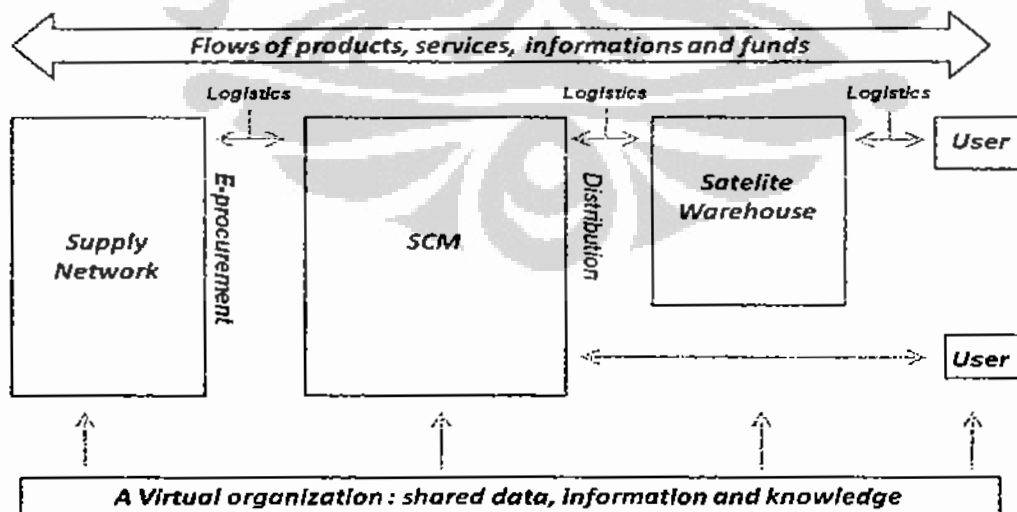 Flows of products, services, informations and funds
Logistics
Logistics
Logistics
Supply
Network
E-procurement
SCM
Distribution
Satelite
Warehouse
User
User
A Virtual organization : shared data, information and knowledge